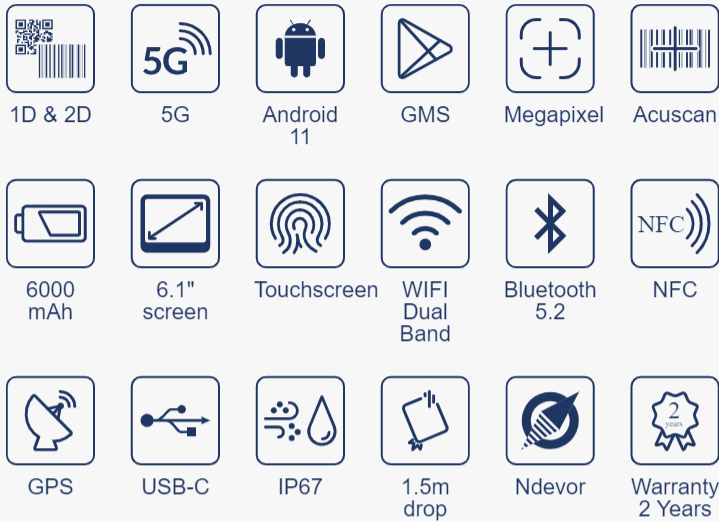 5G
1D & 2D
5G
Android
11
GMS
Megapixel
Acuscan
NFC
6000
mAh
6.1"
screen
Touchscreen
WIFI
Dual
Band
Bluetooth
5.2
NFC
2
years
GPS
USB-C
IP67
1.5m
drop
Ndevor
Warranty
2 Years